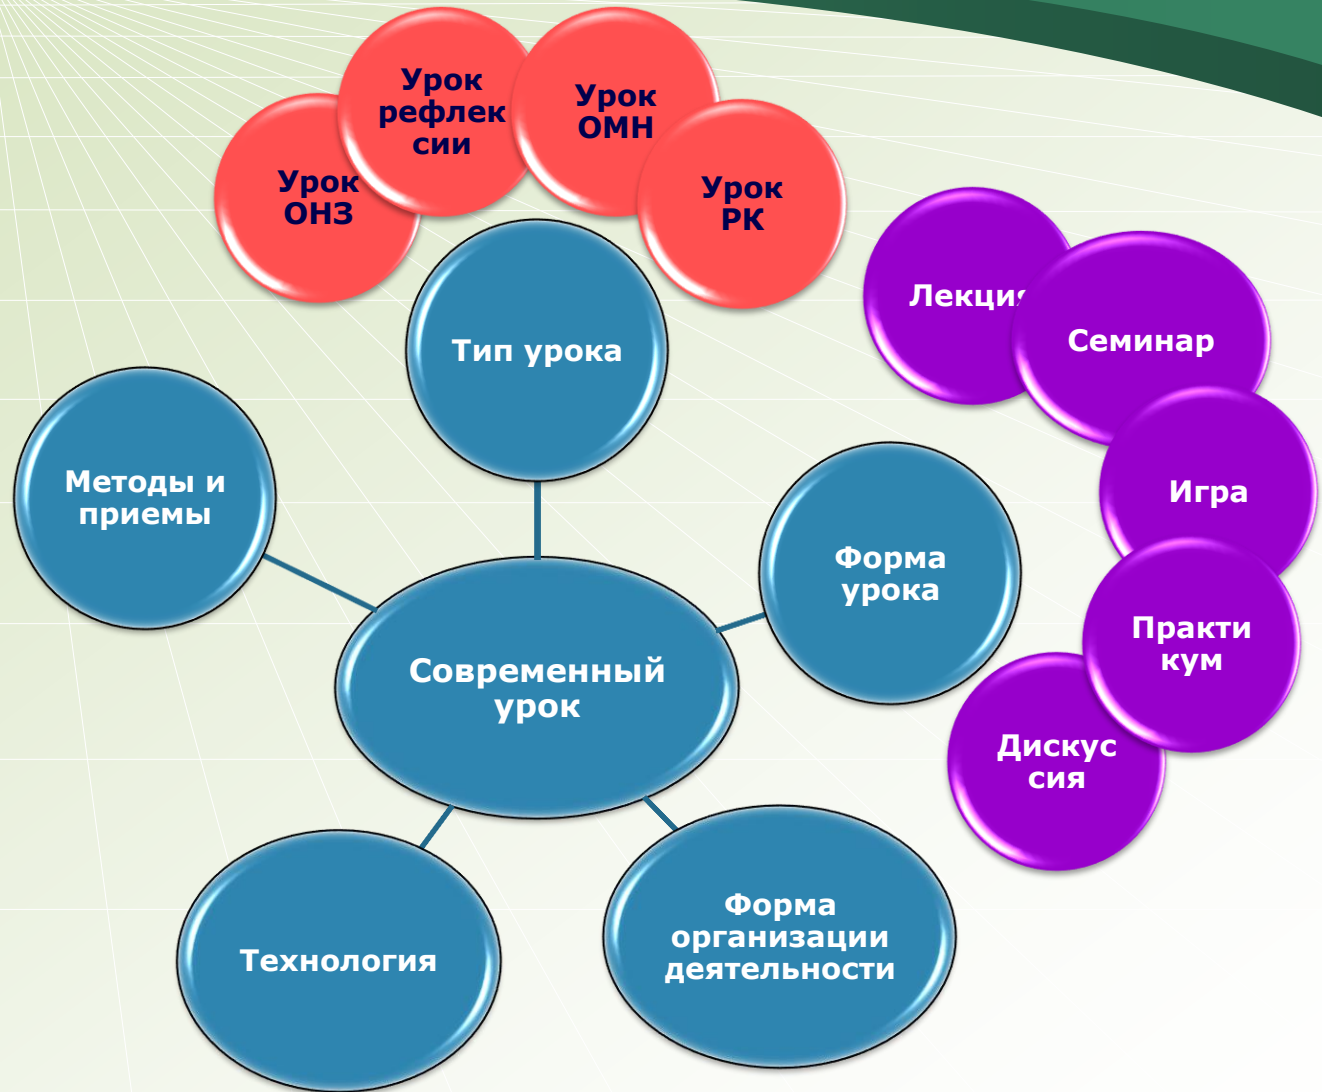 Урок
рефлек
сии
Урок
ОМН
Урок
ОНЗ
Урок
РК
Лекция
Семинар
Тип урока
Методы и
приемы
Игра
Форма
урока
Практи
кум
Современный
урок
Дискус
сия
Форма
организации
деятельности
Технология